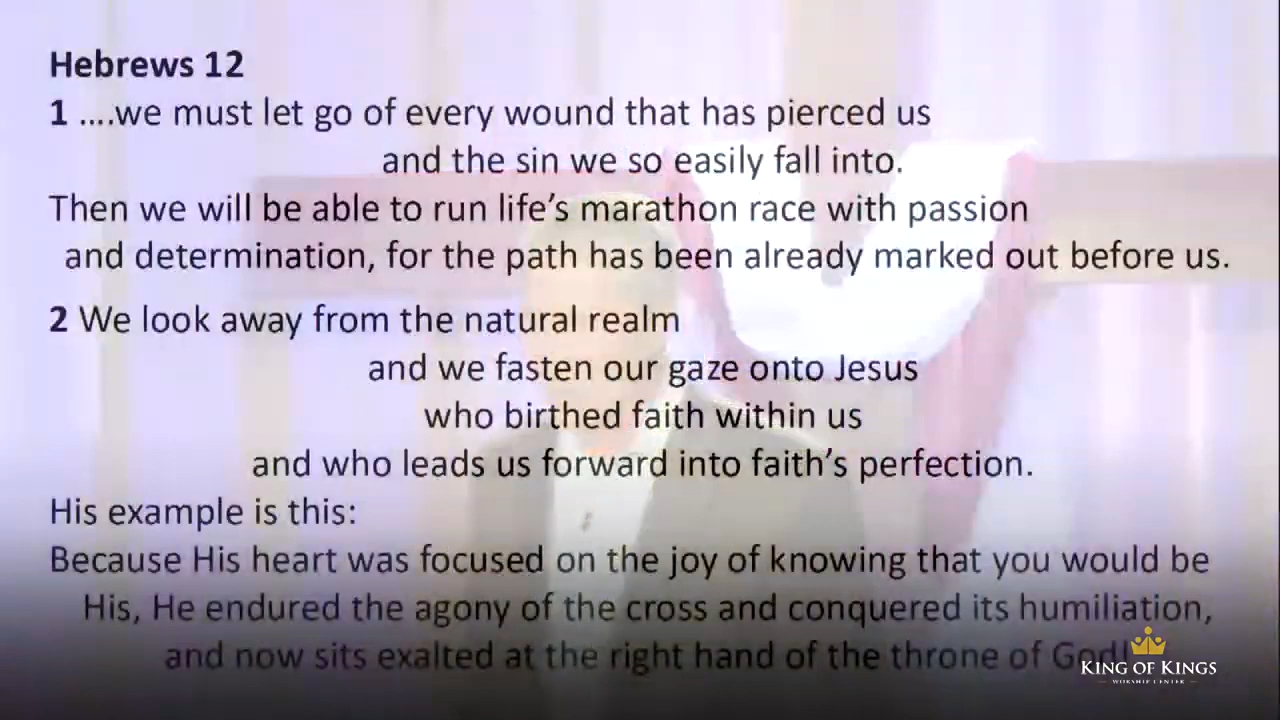 Hebrews 12
1 ....we must let go of every wound that has pierced us
and the sin we so easily fall into.
Then we will be able to run life’s marathon race with passion
and determination, for the path has been already marked out before us.
2 We look away from the natural realm
and we fasten our gaze onto Jesus
who birthed faith within us
and who leads us forward into faith’s perfection.
His example is this:
Because His heart was focused on the joy of knowing that you would be
His, He endured the agony of the cross and conquered its humiliation,
and now sits exalted at the right hand of the throne of God!
KING OF KINGS
WORSHIP CENTER